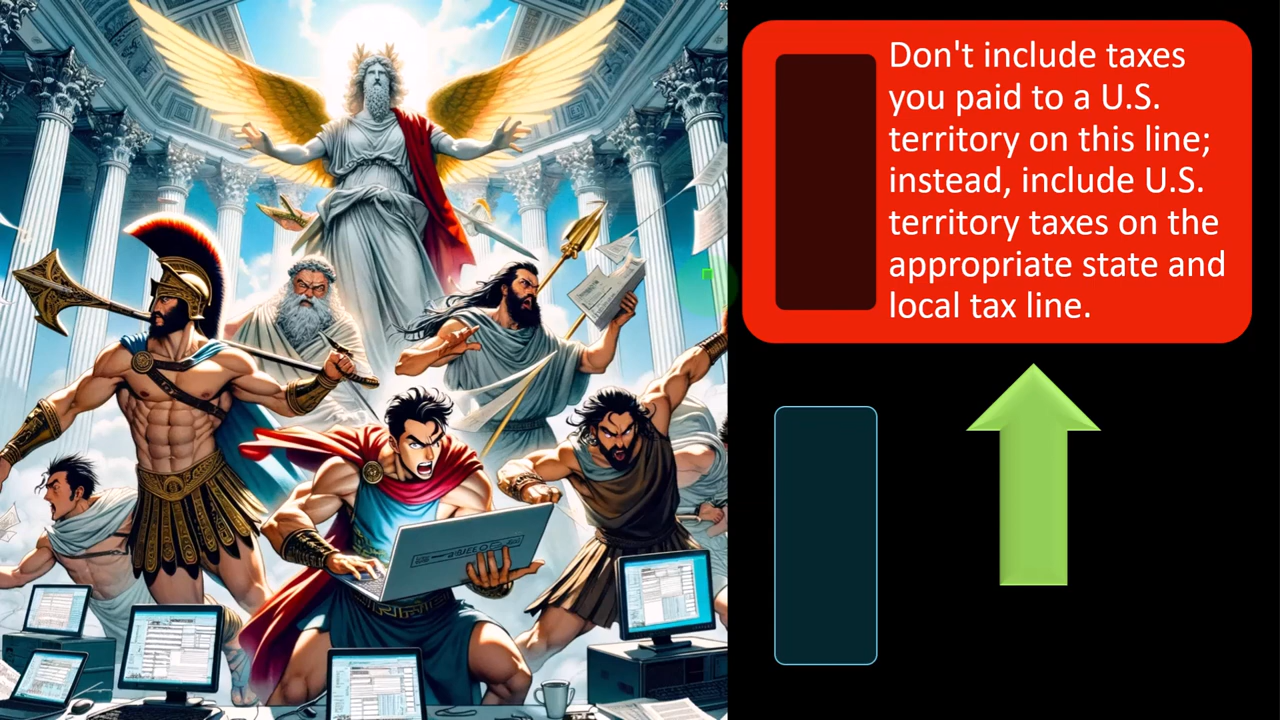 Don't include taxes
you paid to a U.S.
territory on this line;
instead, include U.S.
territory taxes on the
appropriate state and
local tax line.